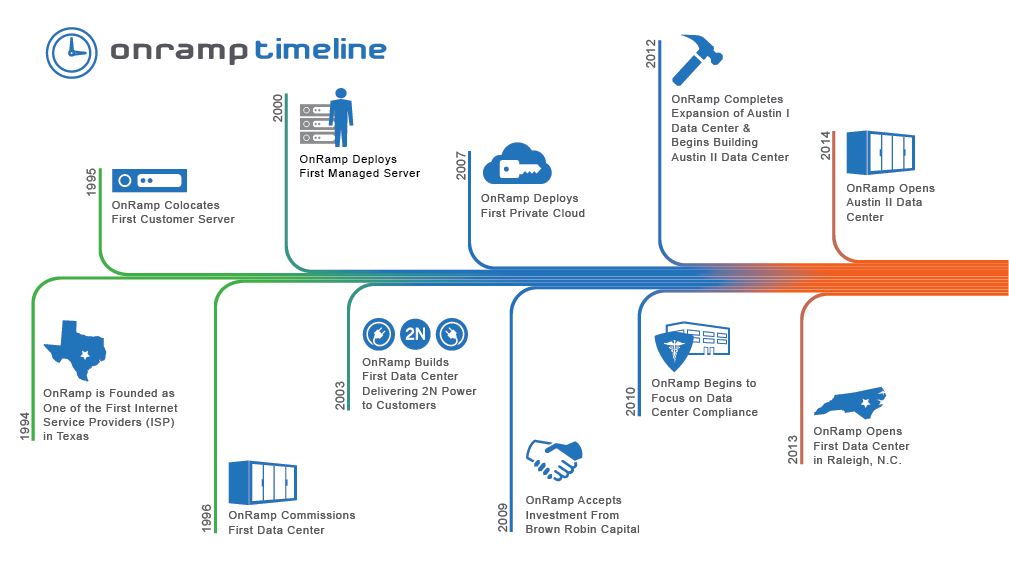 onramp timeline
1994
OnRamp is Founded as
One of the First Internet
Service Providers (ISP)
in Texas
1995
OnRamp Colocates
First Customer Server
1996
OnRamp Commissions
First Data Center
2000
OnRamp Deploys
First Managed Server
2003
2N
OnRamp Builds
First Data Center
Delivering 2N Power
to Customers
2007
OnRamp Deploys
First Private Cloud
2009
OnRamp Accepts
Investment From
Brown Robin Capital
2010
OnRamp Begins to
Focus on Data
Center Compliance
2012
OnRamp Completes
Expansion of Austin I
Data Center &
Begins Building
Austin II Data Center
2013
OnRamp Opens
First Data Center
in Raleigh, N.C.
2014
OnRamp Opens
Austin II Data
Center